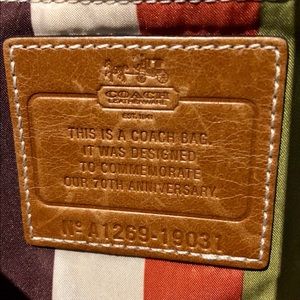 COACH
LEATHERWARE
EST. 1941
THIS IS A COACH BAG.
IT WAS DESIGNED
TO COMMEMORATE
OUR 70TH ANNIVERSARY
Nº A1269-19031